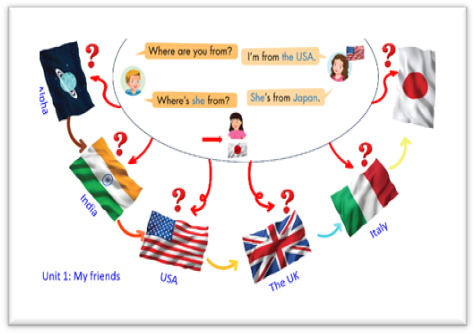 Where are you from?
I'm from the USA.
Where's she from?
She's from Japan.
Aloha
India
USA
The UK
Italy
Unit 1: My friends
? ? ? ? ? ?